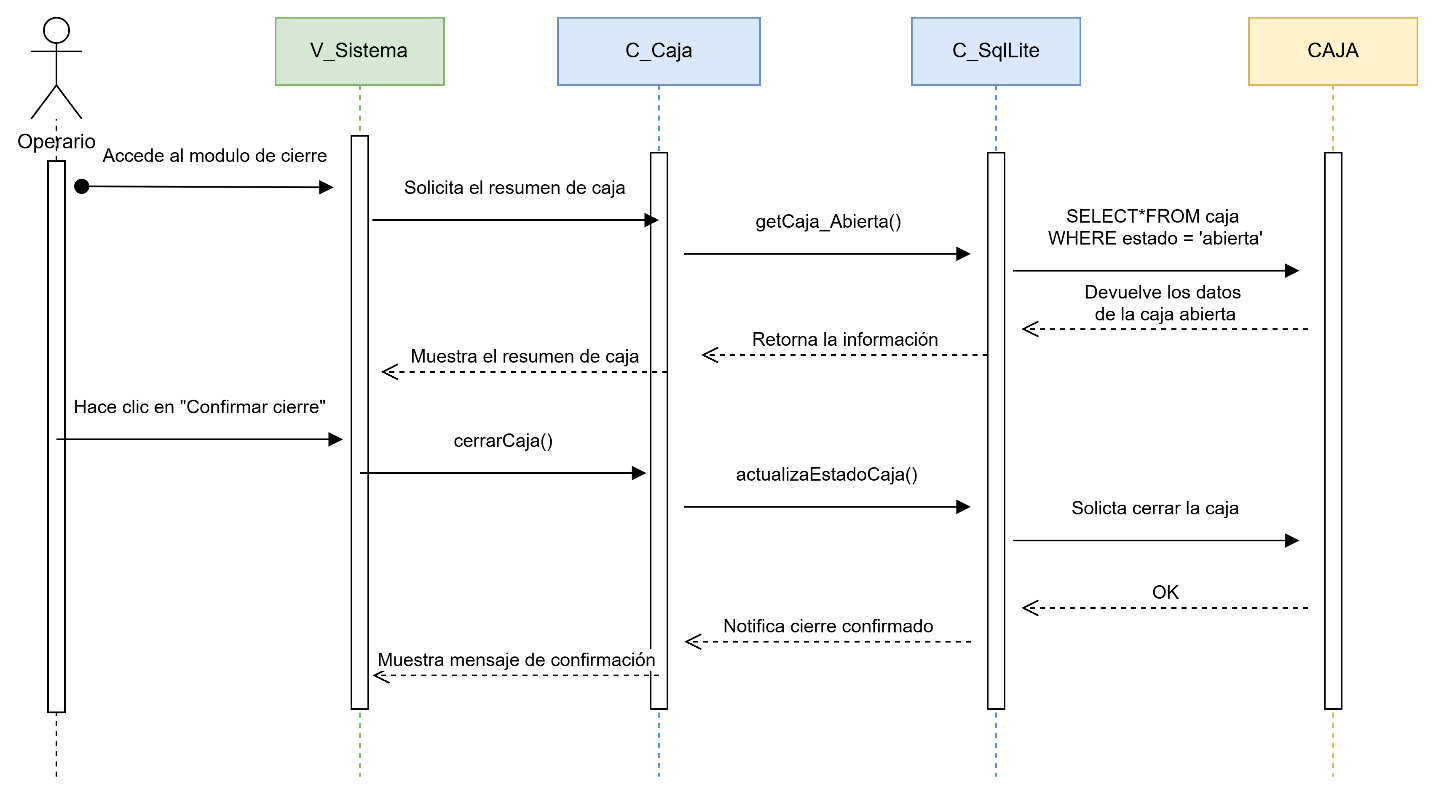 V_Sistema
C_Caja
C_SqlLite
CAJA
Operario
Accede al modulo de cierre
Solicita el resumen de caja
getCaja_Abierta()
SELECT*FROM caja
WHERE estado = 'abierta'
Devuelve los datos
de la caja abierta
Retorna la información
Muestra el resumen de caja
Hace clic en "Confirmar cierre"
cerrarCaja()
actualizaEstadoCaja()
Solicta cerrar la caja
OK
Notifica cierre confirmado
Muestra mensaje de confirmación